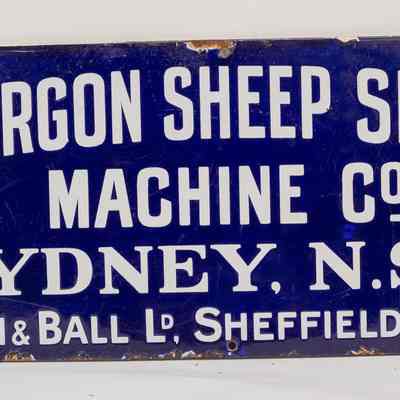 RGON SHEEP S
MACHINE Co
YDNEY, N.S
& BALL LD, SHEFFIELD